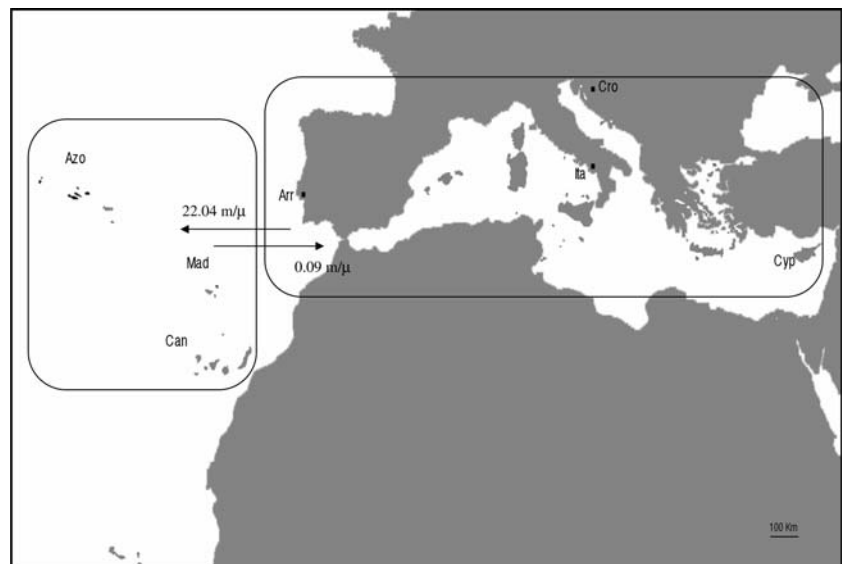 Cro
Azo
Ita
Arr
22.04 m/μ
Mad
0.09 m/μ
Cyp
Can
100 Km